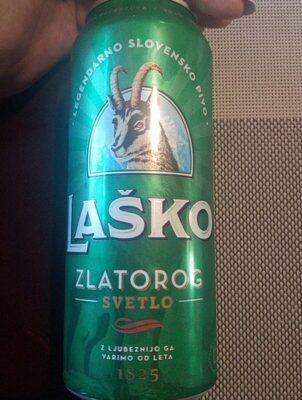 LEGENDARNO SLOVENSKO PIVO
LAŠKO
ZLATOROG
SVETLO
Z LJUBEZNIJO GA
VARIMO OD LETA
1825